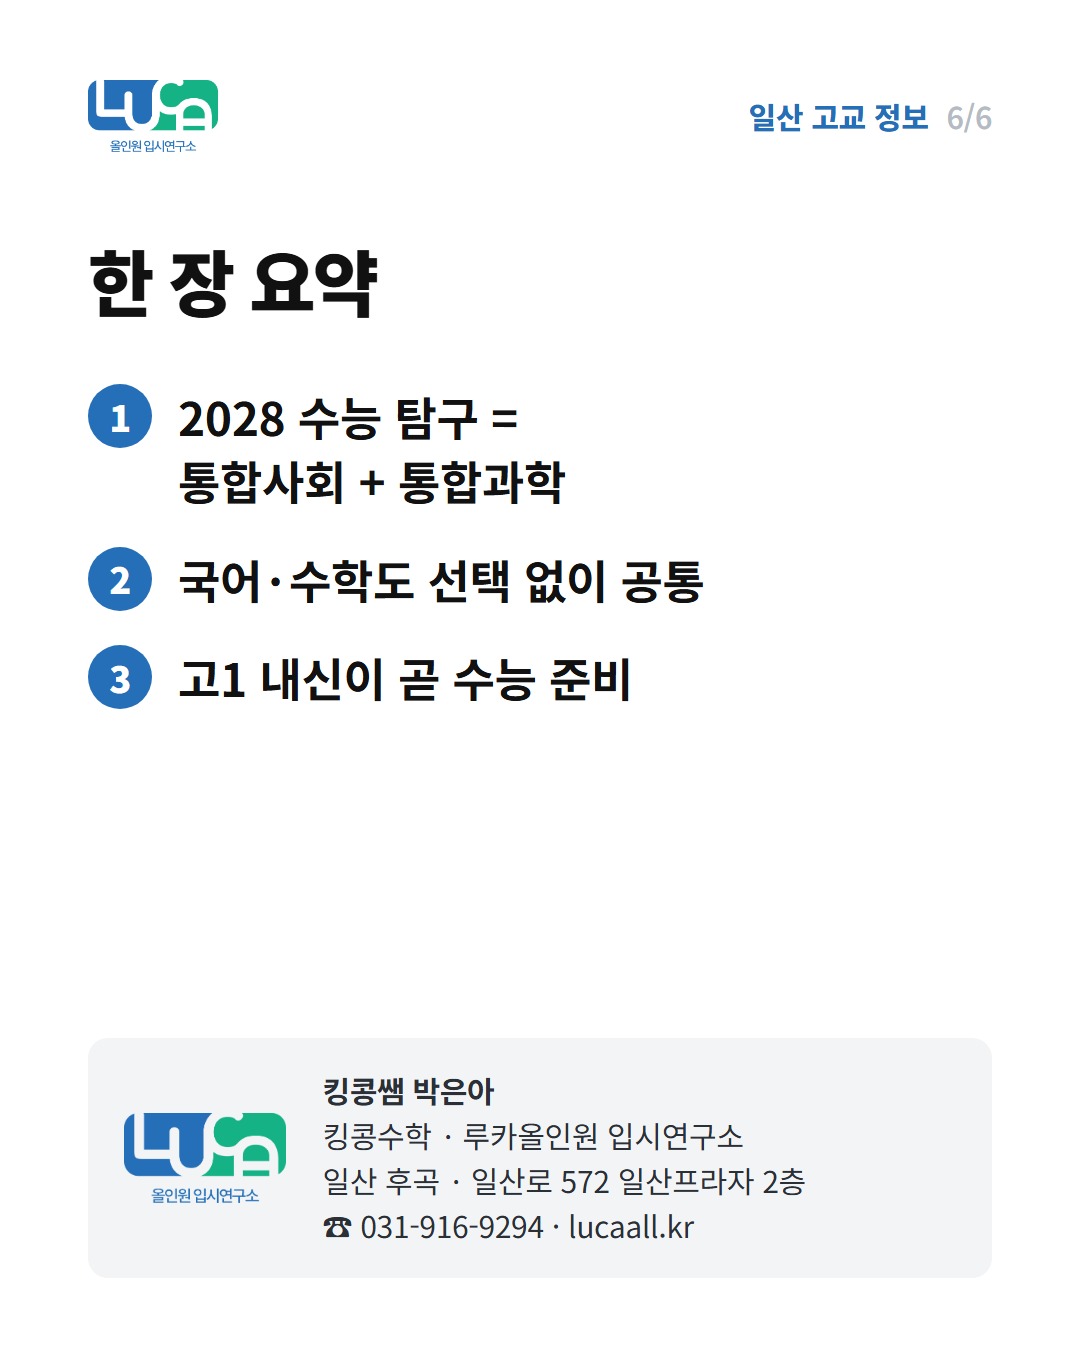 LUCA
올인원 입시연구소
일산 고교 정보 6/6
한 장 요약
1 2028 수능 탐구 =
통합사회 + 통합과학
2 국어·수학도 선택 없이 공통
3 고1 내신이 곧 수능 준비
LUCA
올인원 입시연구소
킹콩쌤 박은아
킹콩수학 · 루카올인원 입시연구소
일산 후곡 · 일산로 572 일산프라자 2층
☎ 031-916-9294 · lucaall.kr